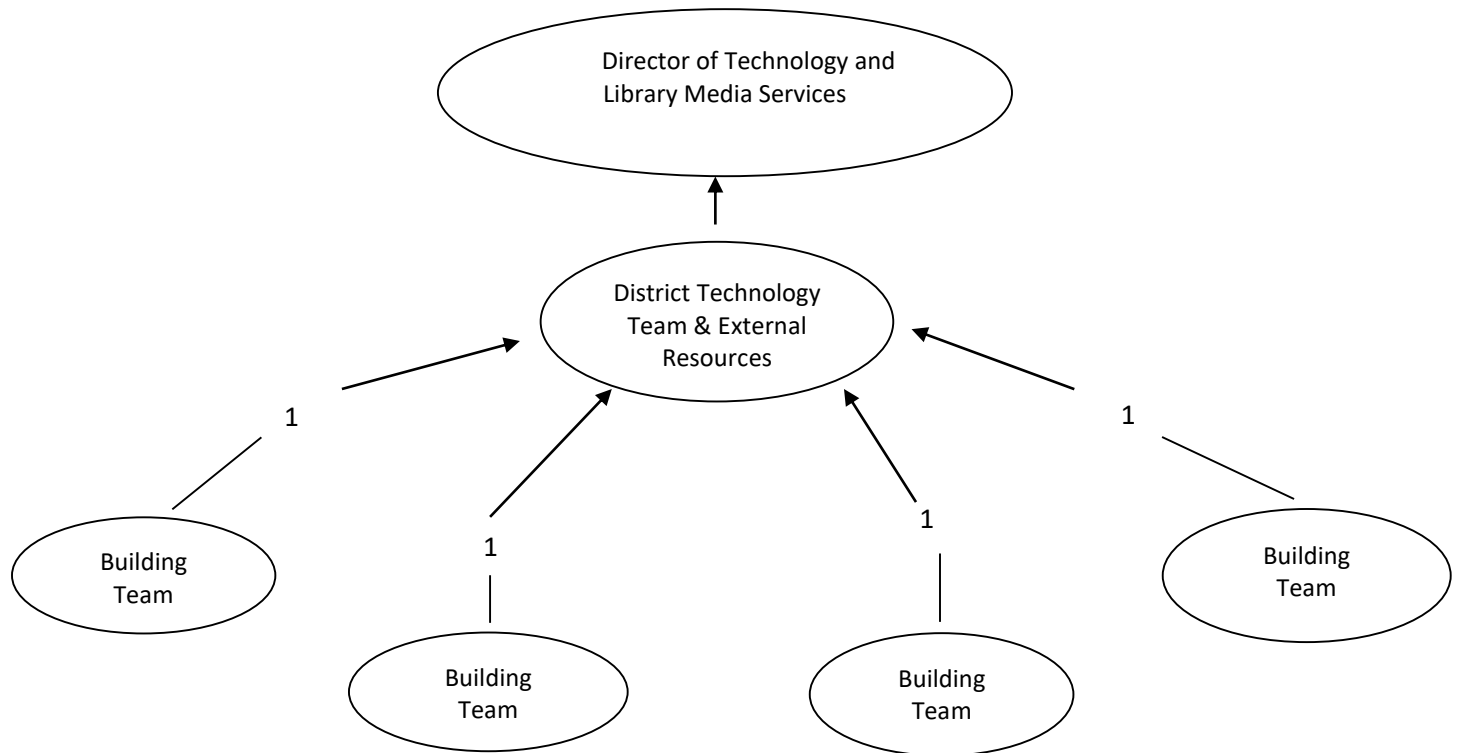 Director of Technology and
Library Media Services
District Technology
Team & External
Resources
1
1
1
1
Building
Team
Building
Team
Building
Team
Building
Team